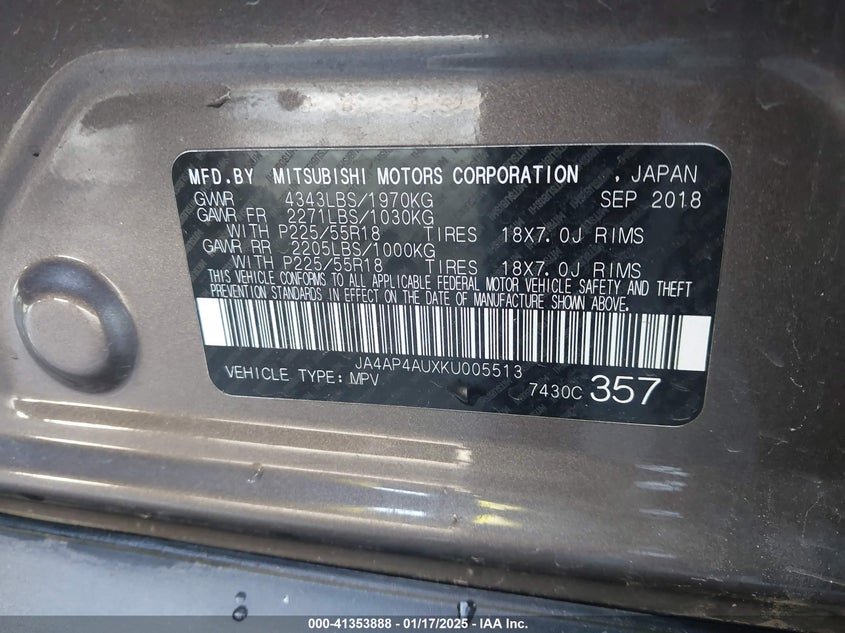 MFD.BY MITSUBISHI MOTORS CORPORATION , JAPAN
GVWR 4343LBS/1970KG SEP 2018
GAWR FR 2271LBS/1030KG
WITH P225/55R18 TIRES 18X7.0J RIMS
GAWR RR 2205LBS/1000KG
WITH P225/55R18 TIRES 18X7.0J RIMS
THIS VEHICLE CONFORMS TO ALL APPLICABLE FEDERAL MOTOR VEHICLE SAFETY AND THEFT
PREVENTION STANDARDS IN EFFECT ON THE DATE OF MANUFACTURE SHOWN ABOVE.
JA4AP4AUXKU005513
VEHICLE TYPE: MPV
7430C 357
000-41353888 - 01/17/2025 - IAA Inc.